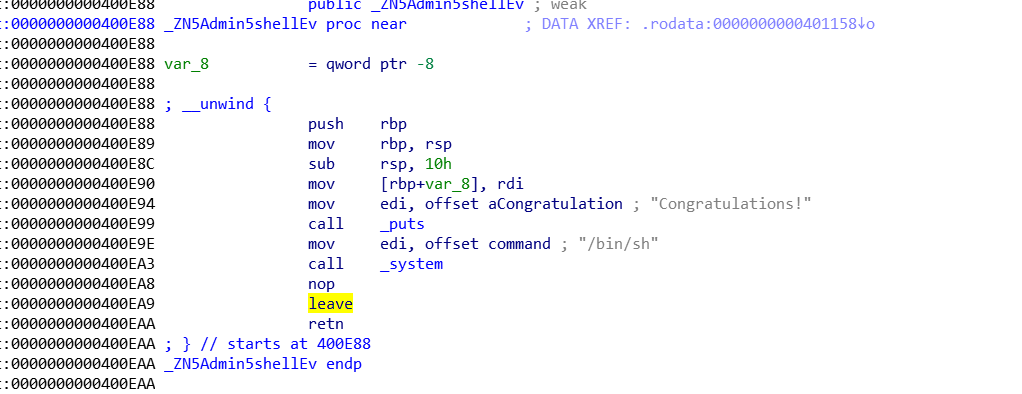 t:0000000000400E88 public _ZN5Admin5shellEv ; weak
t:0000000000400E88 _ZN5Admin5shellEv proc near ; DATA XREF: .rodata:0000000000401158↓o
t:0000000000400E88
t:0000000000400E88 var_8 = qword ptr -8
t:0000000000400E88
t:0000000000400E88 ; __unwind {
t:0000000000400E88 push rbp
t:0000000000400E89 mov rbp, rsp
t:0000000000400E8C sub rsp, 10h
t:0000000000400E90 mov [rbp+var_8], rdi
t:0000000000400E94 mov edi, offset aCongratulation ; "Congratulations!"
t:0000000000400E99 call _puts
t:0000000000400E9E mov edi, offset command ; "/bin/sh"
t:0000000000400EA3 call _system
t:0000000000400EA8 nop
t:0000000000400EA9 leave
t:0000000000400EAA retn
t:0000000000400EAA ; } // starts at 400E88
t:0000000000400EAA _ZN5Admin5shellEv endp
t:0000000000400EAA